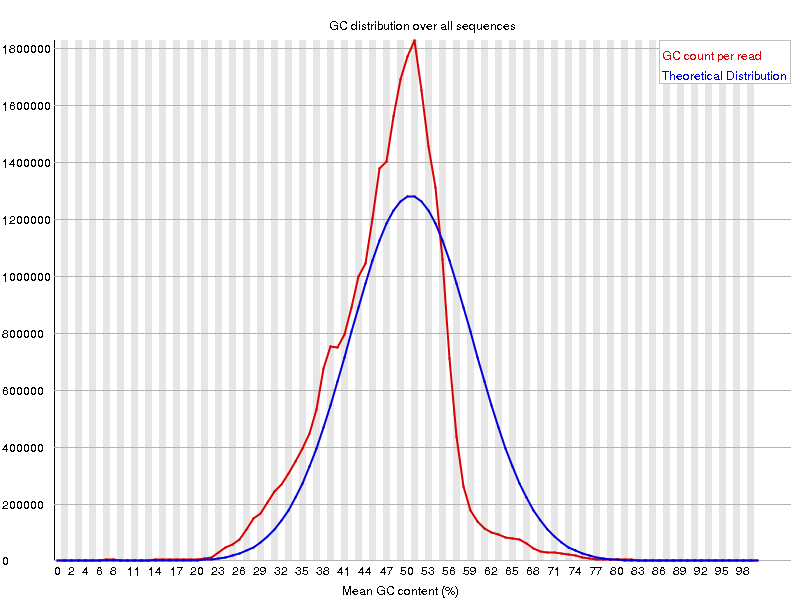 GC distribution over all sequences
GC count per read
Theoretical Distribution
1800000
1600000
1400000
1200000
1000000
800000
600000
400000
200000
0
0 2 4 6 8 11 14 17 20 23 26 29 32 35 38 41 44 47 50 53 56 59 62 65 68 71 74 77 80 83 86 89 92 95 98
Mean GC content (%)